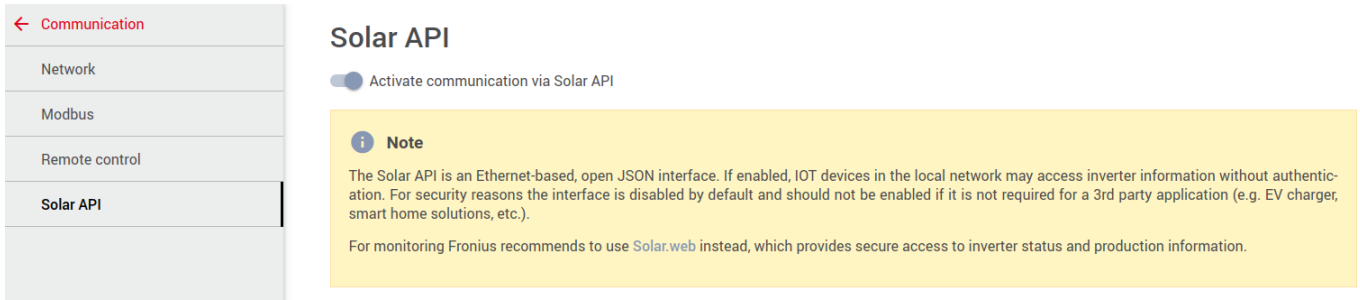 Communication
Network
Modbus
Remote control
Solar API
Solar API
Activate communication via Solar API
Note
The Solar API is an Ethernet-based, open JSON interface. If enabled, IOT devices in the local network may access inverter information without authentic-
ation. For security reasons the interface is disabled by default and should not be enabled if it is not required for a 3rd party application (e.g. EV charger,
smart home solutions, etc.).
For monitoring Fronius recommends to use Solar.web instead, which provides secure access to inverter status and production information.